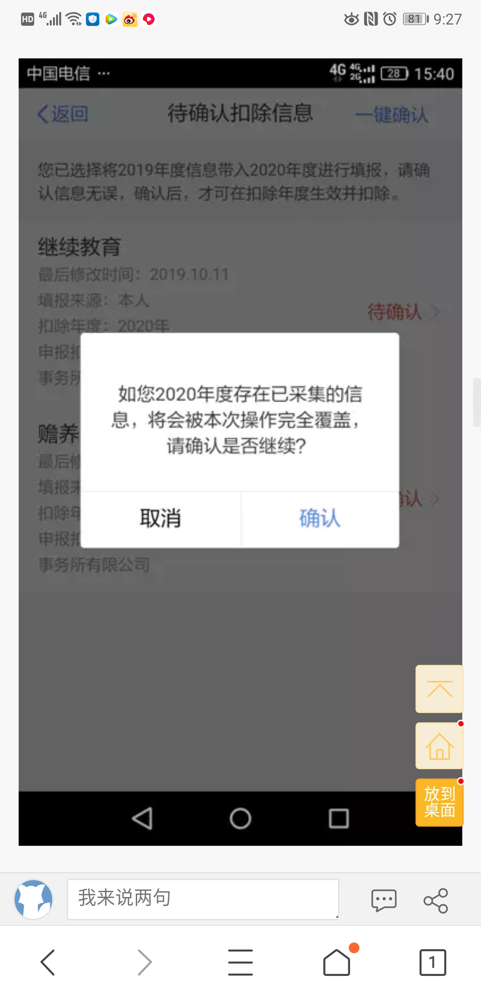 HD 4G 81 9:27
中国电信 ··· 4G 4G 2G 28 15:40
返回 待确认扣除信息 一键确认
您已选择将2019年度信息带入2020年度进行填报，请确
认信息无误，确认后，才可在扣除年度生效并扣除。
继续教育
最后修改时间：2019.10.11
填报来源：本人
待确认
扣除年度：2020年
申报扣
事务所
如您2020年度存在已采集的信
息，将会被本次操作完全覆盖，
请确认是否继续?
取消 确认
赡养
最后修
填报来
确认
扣除年
申报扣
事务所有限公司
放到
桌面
我来说两句
1